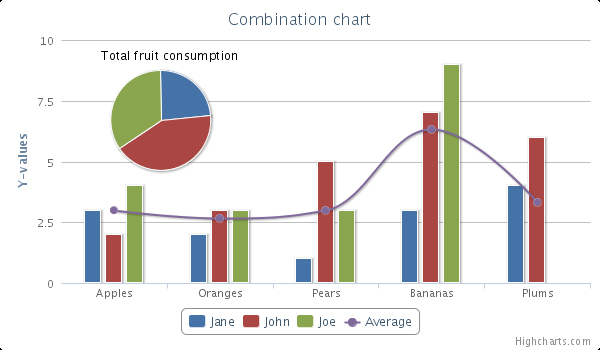 Combination chart
10
Total fruit consumption
7.5
5
2.5
0
Y-values
Apples Oranges Pears Bananas Plums
Jane John Joe Average
Highcharts.com